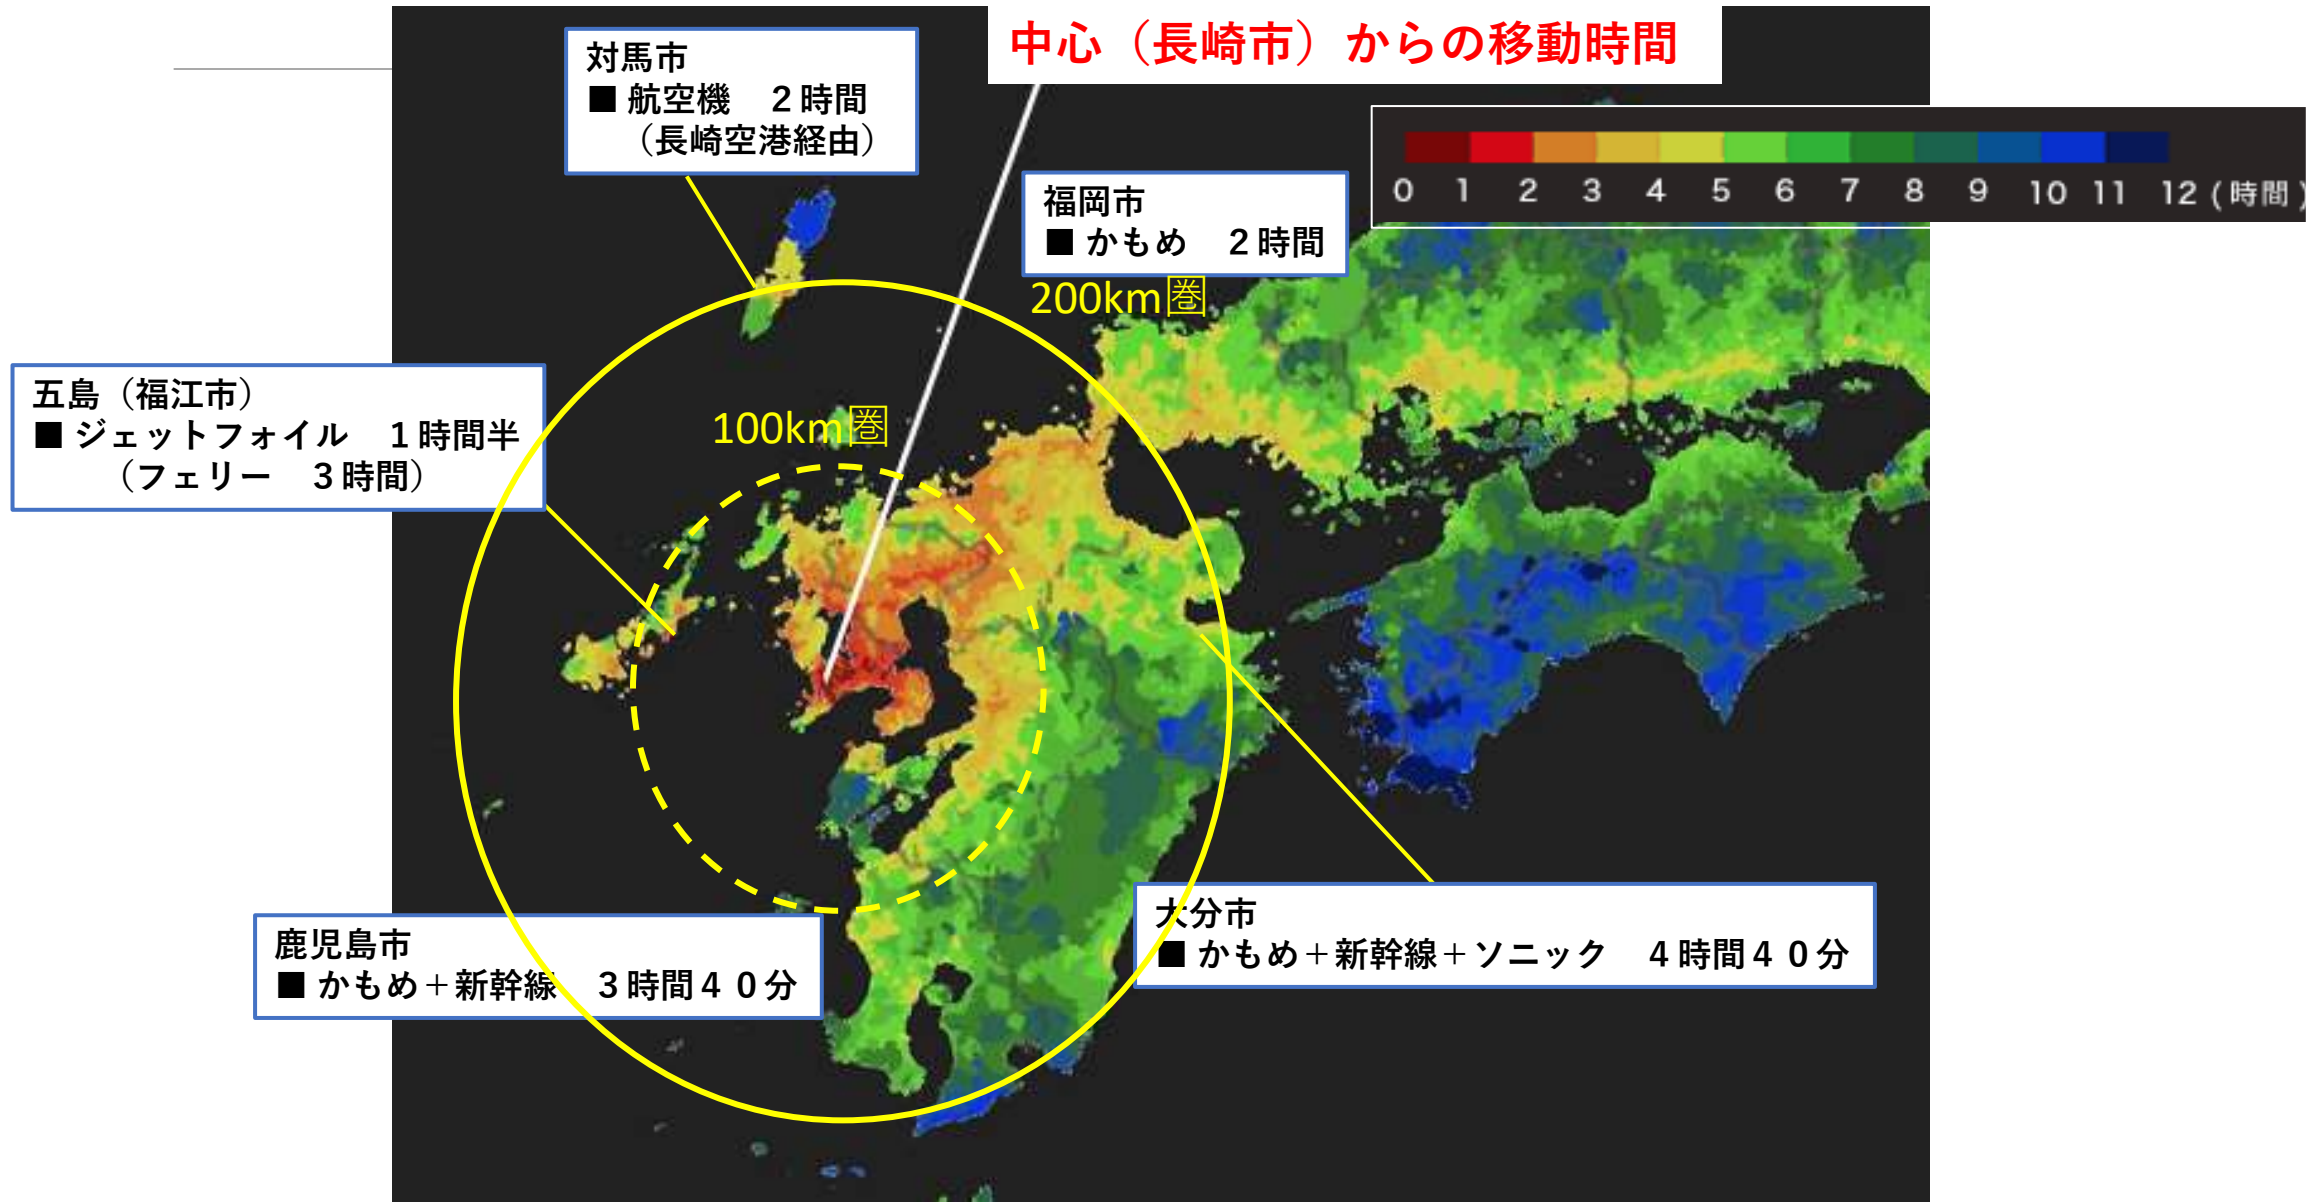 中心（長崎市）からの移動時間
対馬市
■ 航空機　２時間
（長崎空港経由）
0 1 2 3 4 5 6 7 8 9 10 11 12 (時間)
福岡市
■ かもめ　２時間
200km圏
五島（福江市）
■ ジェットフォイル　１時間半
（フェリー　３時間）
100km圏
鹿児島市
■ かもめ＋新幹線　３時間４０分
大分市
■ かもめ＋新幹線＋ソニック　４時間４０分